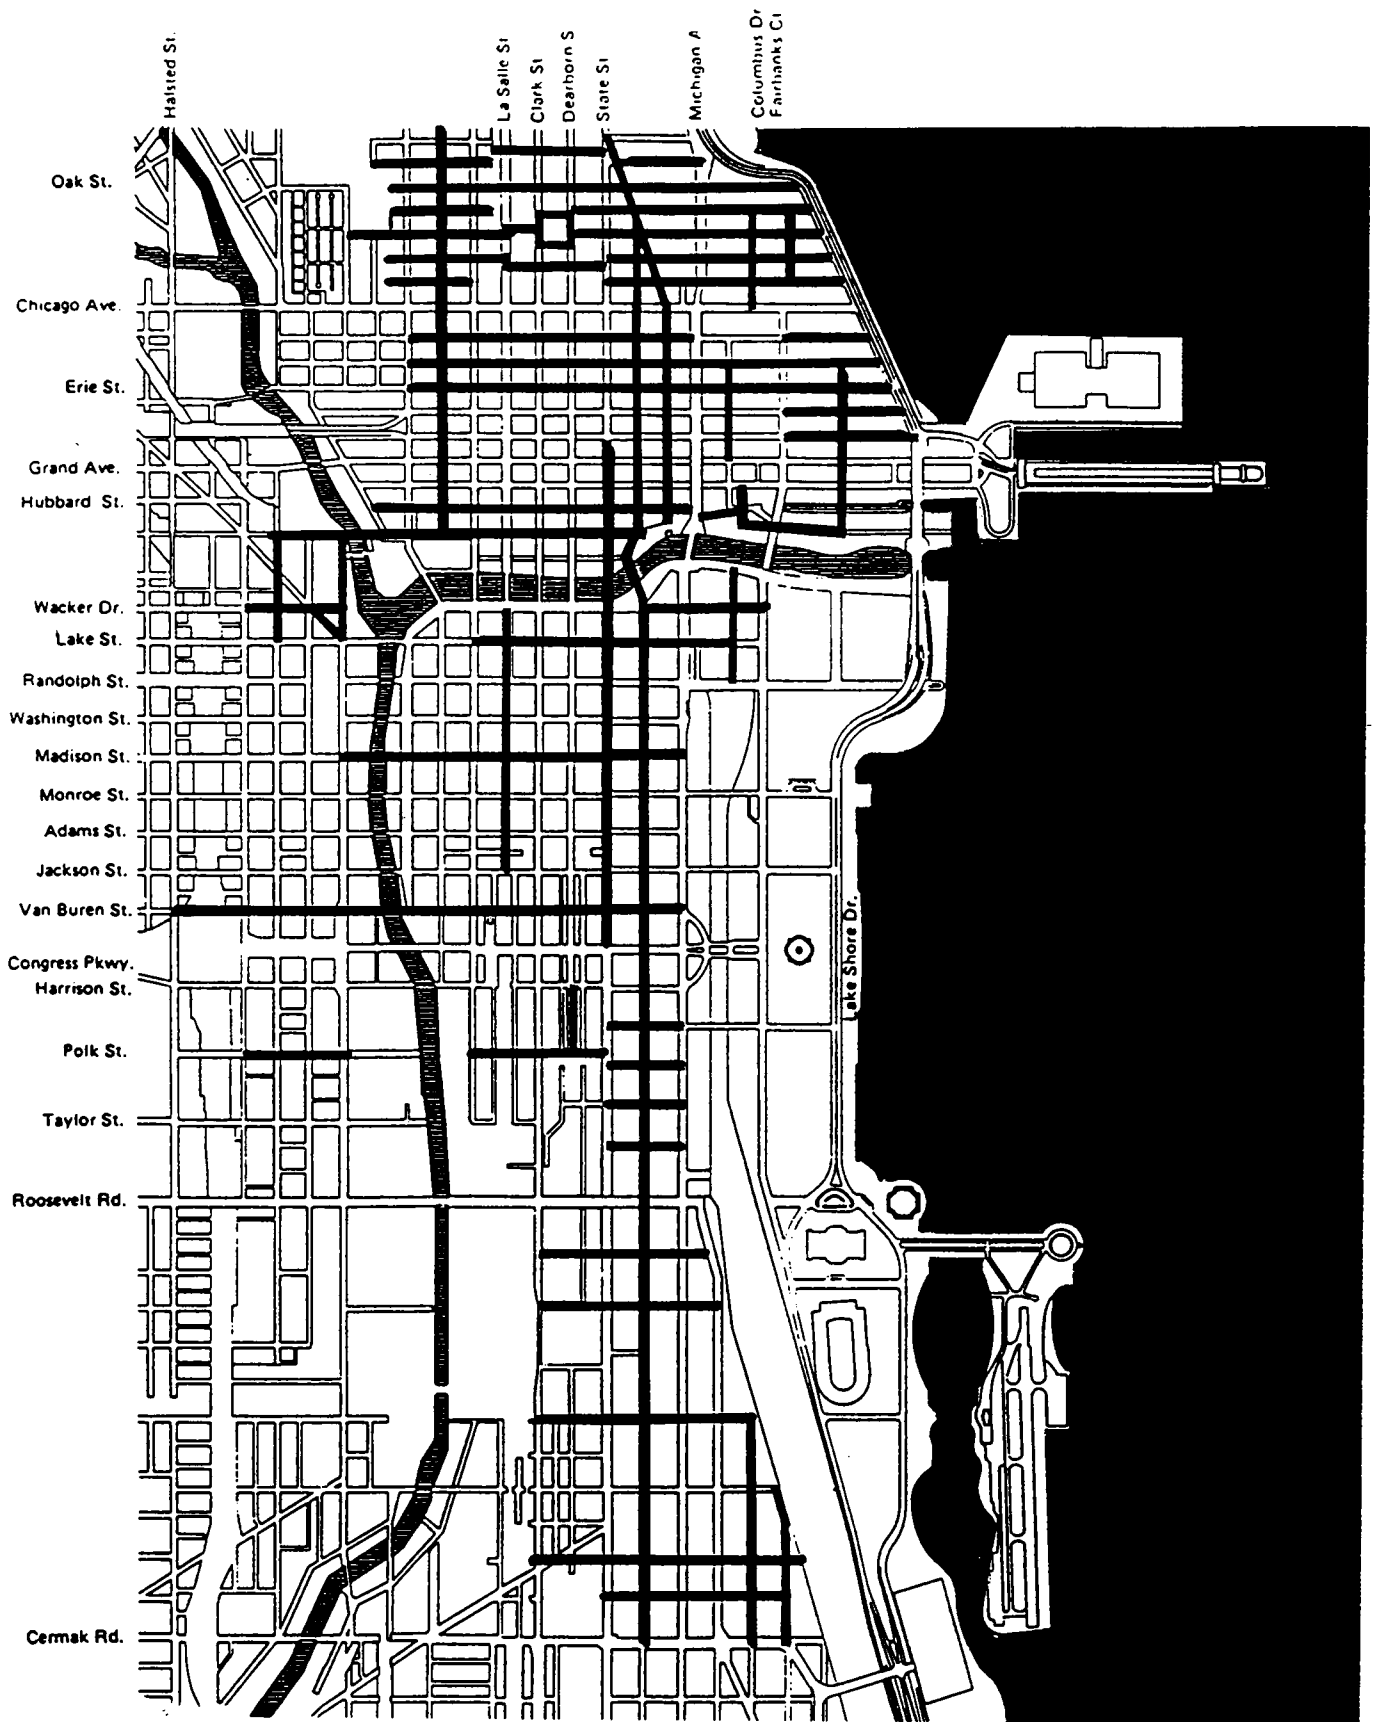 Halsted St.
La Salle St
Clark St
Dearborn S
State St
Michigan A
Columbus Dr
Fairbanks Ct
Oak St.
Chicago Ave.
Erie St.
Grand Ave.
Hubbard St.
Wacker Dr.
Lake St.
Randolph St.
Washington St.
Madison St.
Monroe St.
Adams St.
Jackson St.
Van Buren St.
Congress Pkwy.
Harrison St.
Lake Shore Dr.
Polk St.
Taylor St.
Roosevelt Rd.
Cermak Rd.